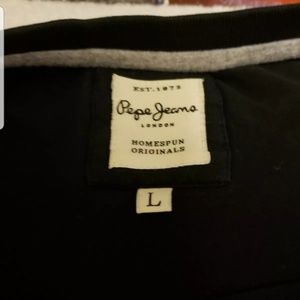 EST. 1973
Pepe Jeans
LONDON
HOMESPUN
ORIGINALS
L